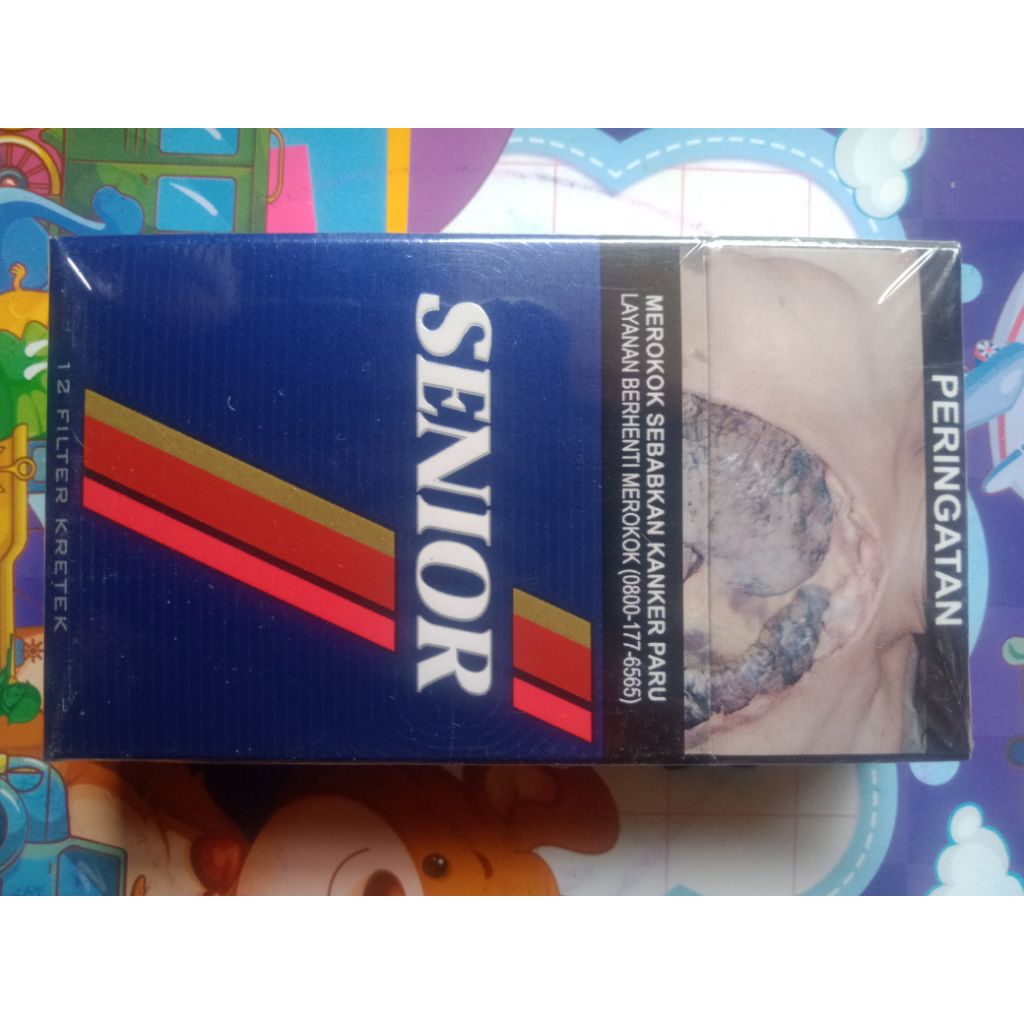 PERINGATAN
MEROKOK SEBABKAN KANKER PARU
LAYANAN BERHENTI MEROKOK (0800-177-6565)
SENIOR
12 FILTER KRETEK